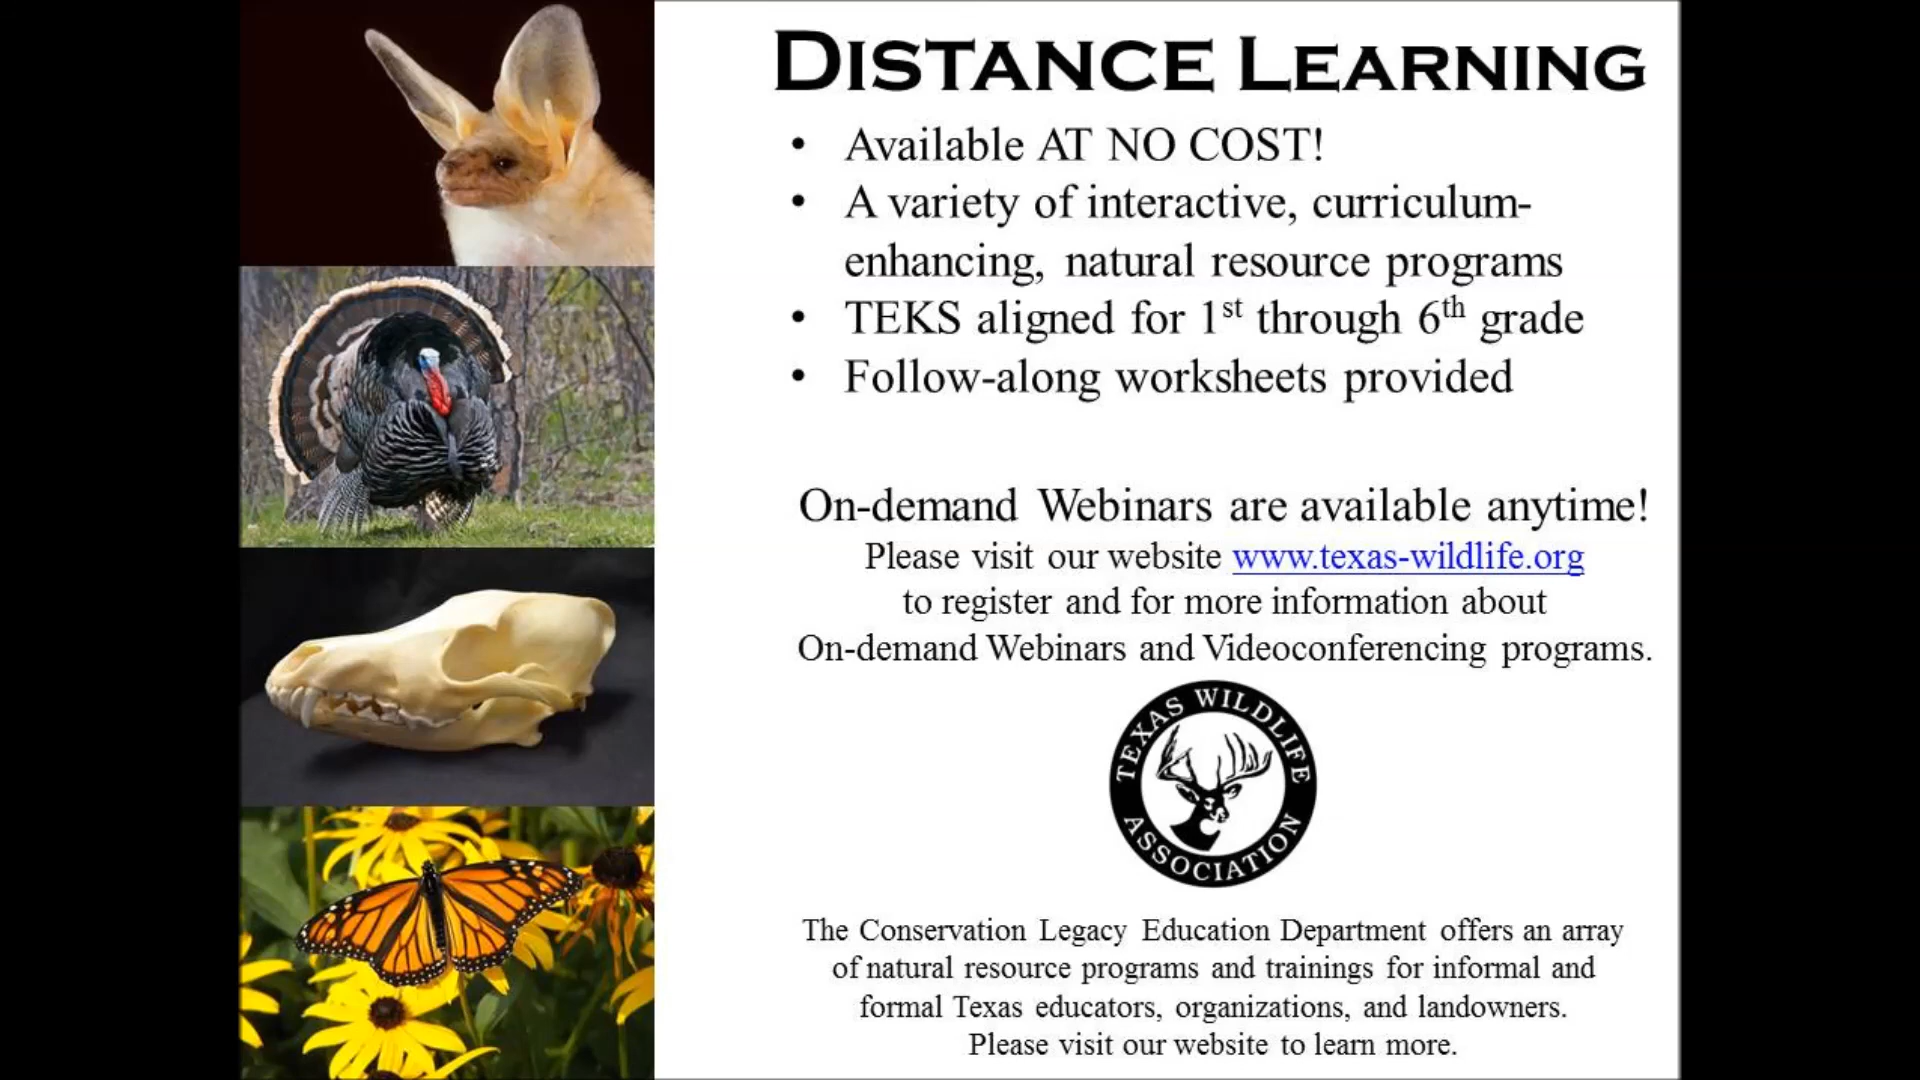 DISTANCE LEARNING
• Available AT NO COST!
• A variety of interactive, curriculum-
enhancing, natural resource programs
• TEKS aligned for 1st through 6th grade
• Follow-along worksheets provided
On-demand Webinars are available anytime!
Please visit our website www.texas-wildlife.org
to register and for more information about
On-demand Webinars and Videoconferencing programs.
TEXAS WILDLIFE
ASSOCIATION
The Conservation Legacy Education Department offers an array
of natural resource programs and trainings for informal and
formal Texas educators, organizations, and landowners.
Please visit our website to learn more.